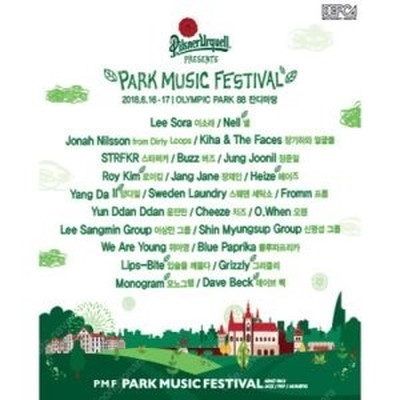 Pilsner Urquell
PRESENTS
PARK MUSIC FESTIVAL
2018.6.16-17 | OLYMPIC PARK 88 잔디마당
Lee Sora 이소라 / Nell 넬
Jonah Nilsson from Dirty Loops / Kiha & The Faces 장기하와 얼굴들
STRFKR 스타퍼커 / Buzz 버즈 / Jung Joonil 정준일
Roy Kim 로이킴 / Jang Jane 장재인 / Heize 헤이즈
Yang Da Il 양다일 / Sweden Laundry 스웨덴 세탁소 / Fromm 프롬
Yun Ddan Ddan 윤딴딴 / Cheeze 치즈 / O.When 오왠
Lee Sangmin Group 이상민 그룹 / Shin Myungsup Group 신명섭 그룹
We Are Young 위아영 / Blue Paprika 블루파프리카
Lips-Bite 입술을 깨물다 / Grizzly 그리즐리
Monogram 모노그램 / Dave Beck 데이브 벡
PMF PARK MUSIC FESTIVAL